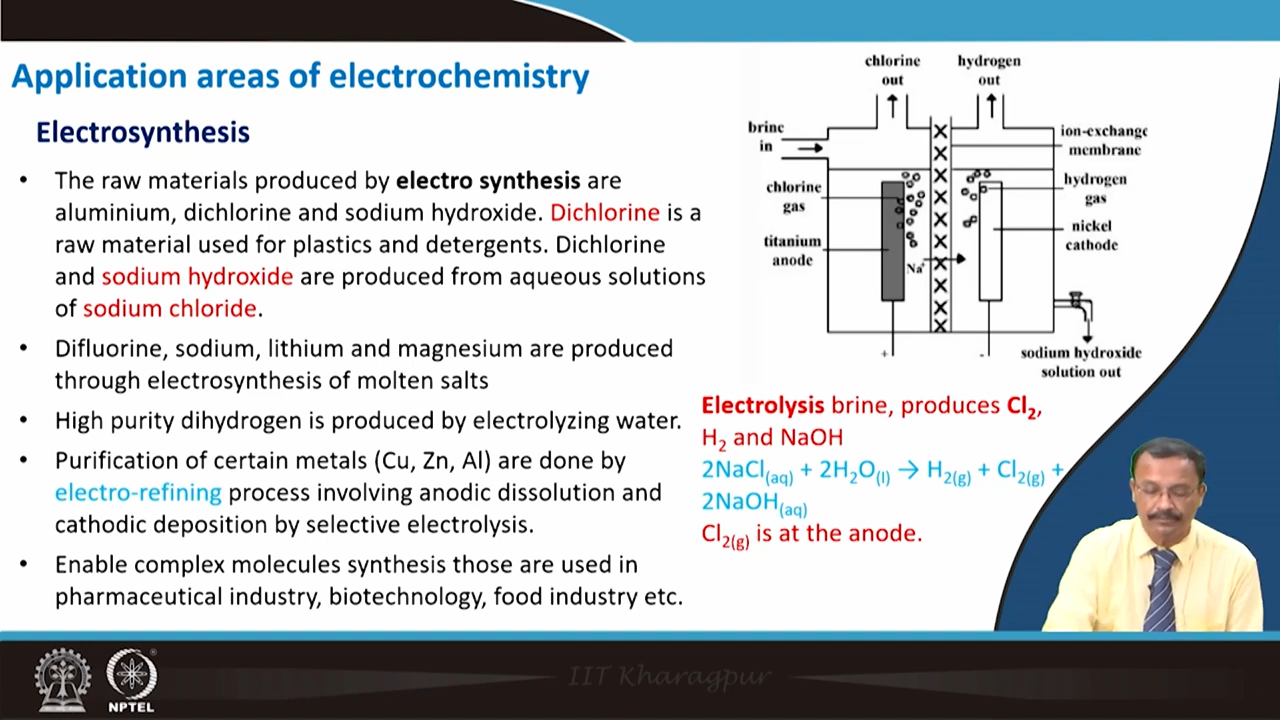 Application areas of electrochemistry
Electrosynthesis
• The raw materials produced by electro synthesis are
aluminium, dichlorine and sodium hydroxide. Dichlorine is a
raw material used for plastics and detergents. Dichlorine
and sodium hydroxide are produced from aqueous solutions
of sodium chloride.
• Difluorine, sodium, lithium and magnesium are produced
through electrosynthesis of molten salts
• High purity dihydrogen is produced by electrolyzing water.
• Purification of certain metals (Cu, Zn, Al) are done by
electro-refining process involving anodic dissolution and
cathodic deposition by selective electrolysis.
• Enable complex molecules synthesis those are used in
pharmaceutical industry, biotechnology, food industry etc.
chlorine
out
hydrogen
out
brine
in
ion-exchange
membrane
chlorine
gas
hydrogen
gas
titanium
anode
nickel
cathode
Na⁺
+
-
sodium hydroxide
solution out
Electrolysis brine, produces Cl₂,
H₂ and NaOH
2NaCl(aq) + 2H₂O(l) → H₂(g) + Cl₂(g) +
2NaOH(aq)
Cl₂(g) is at the anode.
NPTEL
IIT Kharagpur